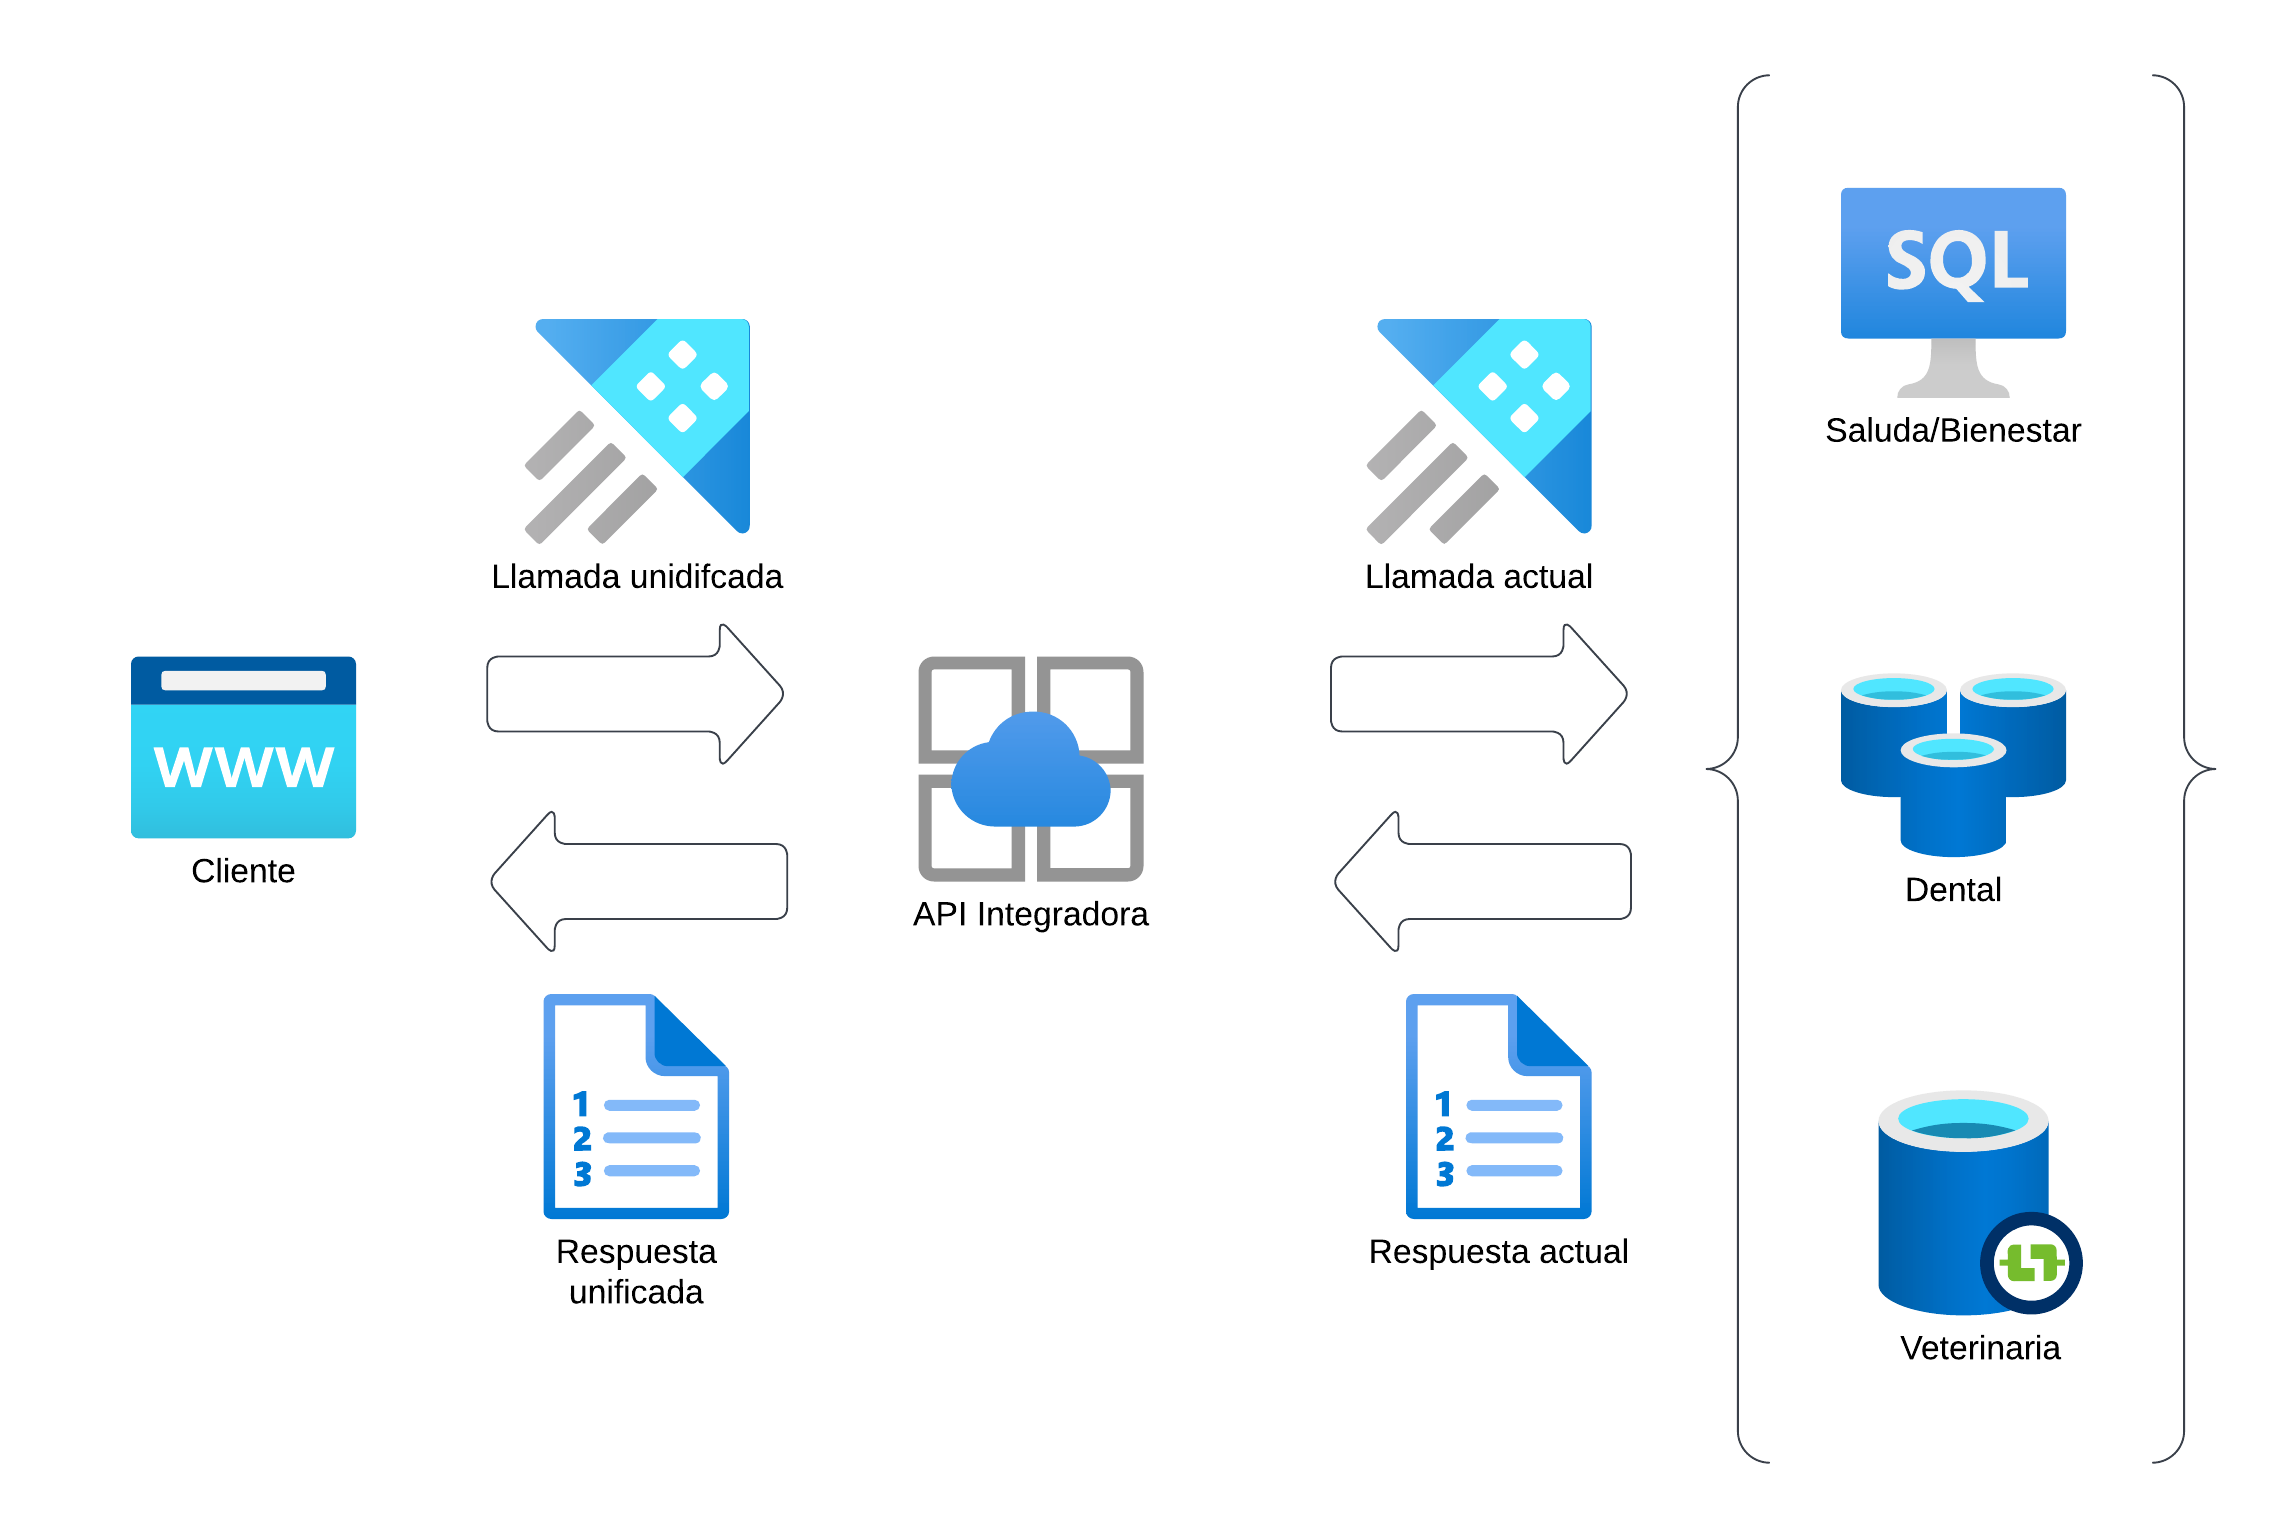 SQL
Saluda/Bienestar
Llamada unidifcada
Llamada actual
www
Cliente
API Integradora
Dental
1
2
3
Respuesta
unificada
1
2
3
Respuesta actual
Veterinaria